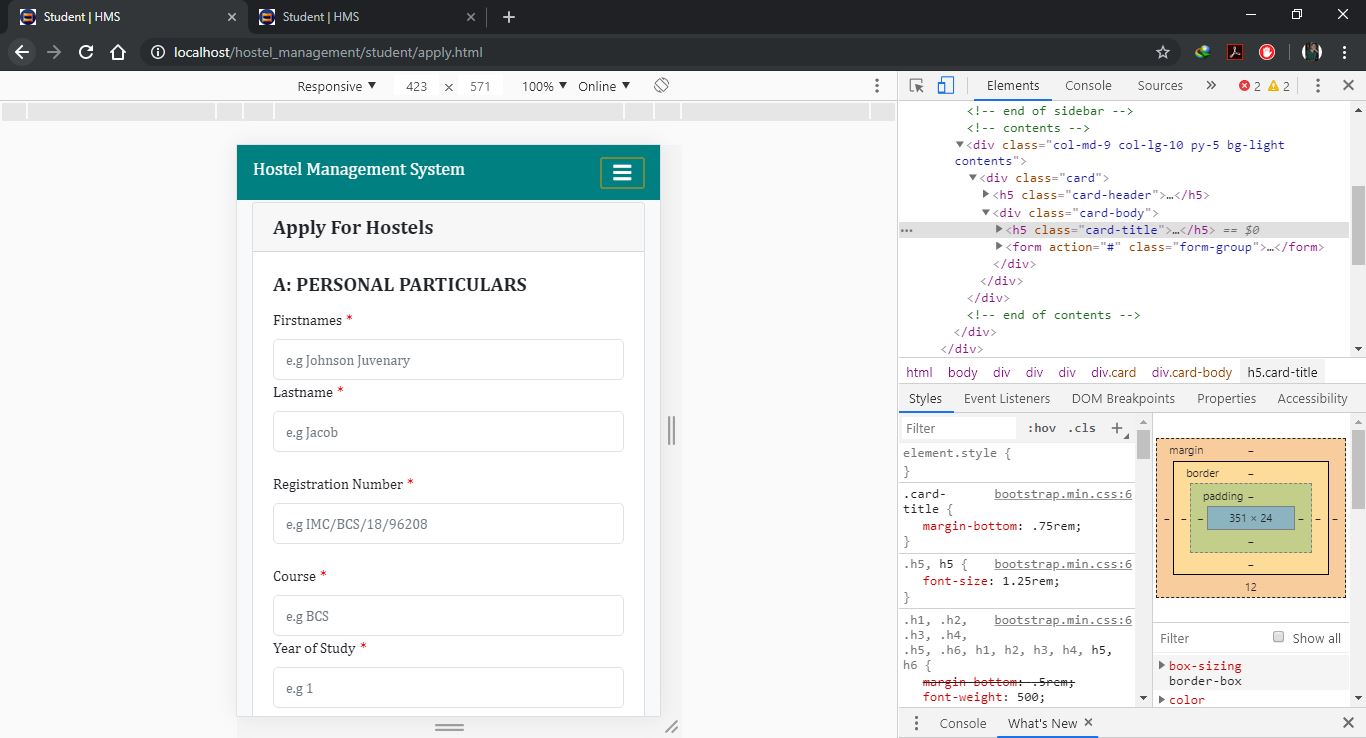 Student | HMS
Student | HMS
localhost/hostel_management/student/apply.html
Responsive ▼ 423 × 571 100% ▼ Online ▼
Hostel Management System
Apply For Hostels
A: PERSONAL PARTICULARS
Firstnames *
e.g Johnson Juvenary
Lastname *
e.g Jacob
Registration Number *
e.g IMC/BCS/18/96208
Course *
e.g BCS
Year of Study *
e.g 1
Elements Console Sources » 2 2
<!-- end of sidebar -->
<!-- contents -->
▼<div class="col-md-9 col-lg-10 py-5 bg-light
contents">
▼<div class="card">
▶<h5 class="card-header">…</h5>
▼<div class="card-body">
… ▶<h5 class="card-title">…</h5> == $0
▶<form action="#" class="form-group">…</form>
</div>
</div>
</div>
<!-- end of contents -->
</div>
</div>
html body div div div div.card div.card-body h5.card-title
Styles Event Listeners DOM Breakpoints Properties Accessibility
Filter :hov .cls +
element.style {
}
.card- bootstrap.min.css:6
title {
margin-bottom: .75rem;
}
.h5, h5 { bootstrap.min.css:6
font-size: 1.25rem;
}
.h1, .h2, bootstrap.min.css:6
.h3, .h4,
.h5, .h6, h1, h2, h3, h4, h5,
h6 {
margin-bottom: .5rem;
font-weight: 500;
margin –
border –
padding –
– – – 351 × 24 – – –
–
–
12
Filter Show all
▶ box-sizing
border-box
▶ color
Console What's New ×